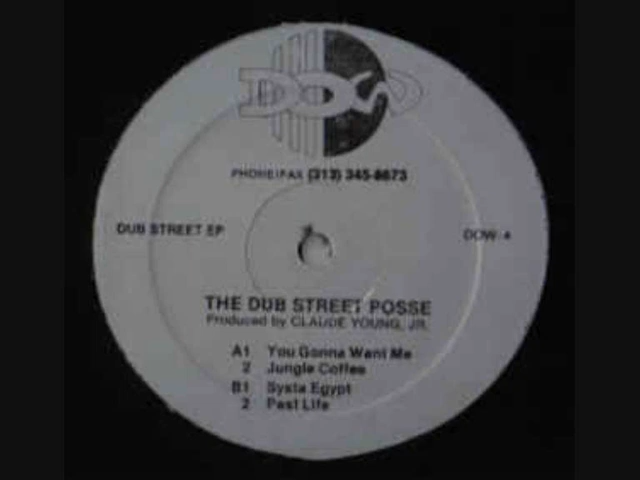 DOW
PHONE/FAX (313) 345-8673
DUB STREET EP
DOW-4
THE DUB STREET POSSE
Produced by CLAUDE YOUNG, JR.
A1 You Gonna Want Me
2 Jungle Coffee
B1 Systa Egypt
2 Past Life